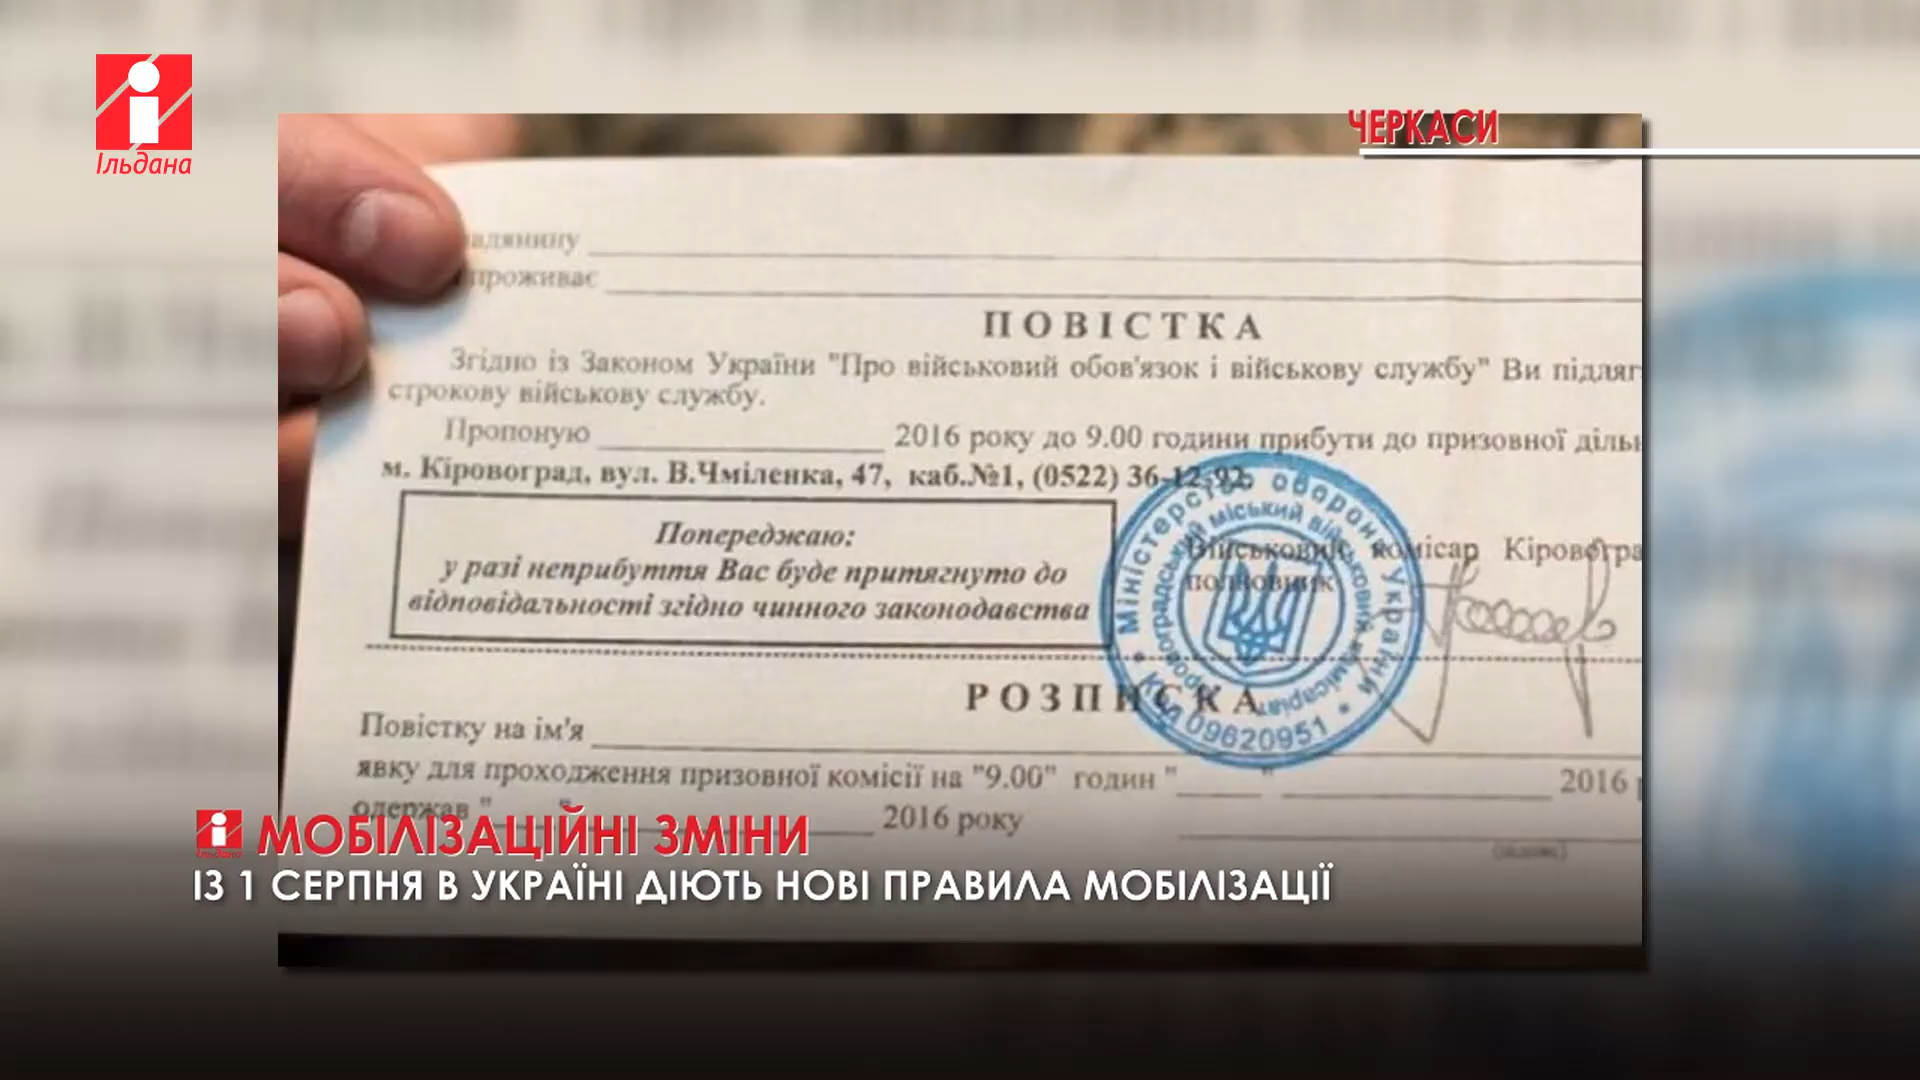 Ільдана
ЧЕРКАСИ
проживає
ПОВІСТКА
Згідно із Законом України "Про військовий обов'язок і військову службу" Ви підляг
строкову військову службу.
Пропоную 2016 року до 9.00 години прибути до призовної діль
м. Кіровоград, вул. В.Чміленка, 47, каб.№1, (0522) 36-12-92
Попереджаю:
у разі неприбуття Вас буде притягнуто до
відповідальності згідно чинного законодавства
Військовий комісар Кіровогра
полковник
Міністерство оборони України
09620951
РОЗПИСКА
Повістку на ім'я
явку для проходження призовної комісії на "9.00" годин " " 2016 р
одержав " " 2016 року
(підпис)
Ільдана
МОБІЛІЗАЦІЙНІ ЗМІНИ
ІЗ 1 СЕРПНЯ В УКРАЇНІ ДІЮТЬ НОВІ ПРАВИЛА МОБІЛІЗАЦІЇ